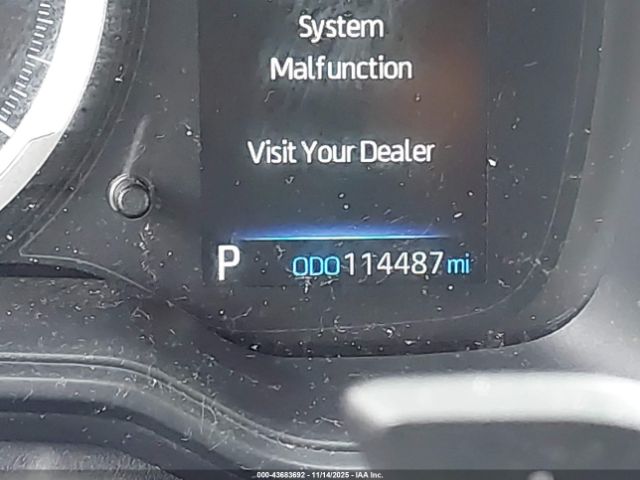 System
Malfunction
Visit Your Dealer
P ODO 114487 mi
000-43683692 - 11/14/2025 - IAA Inc.